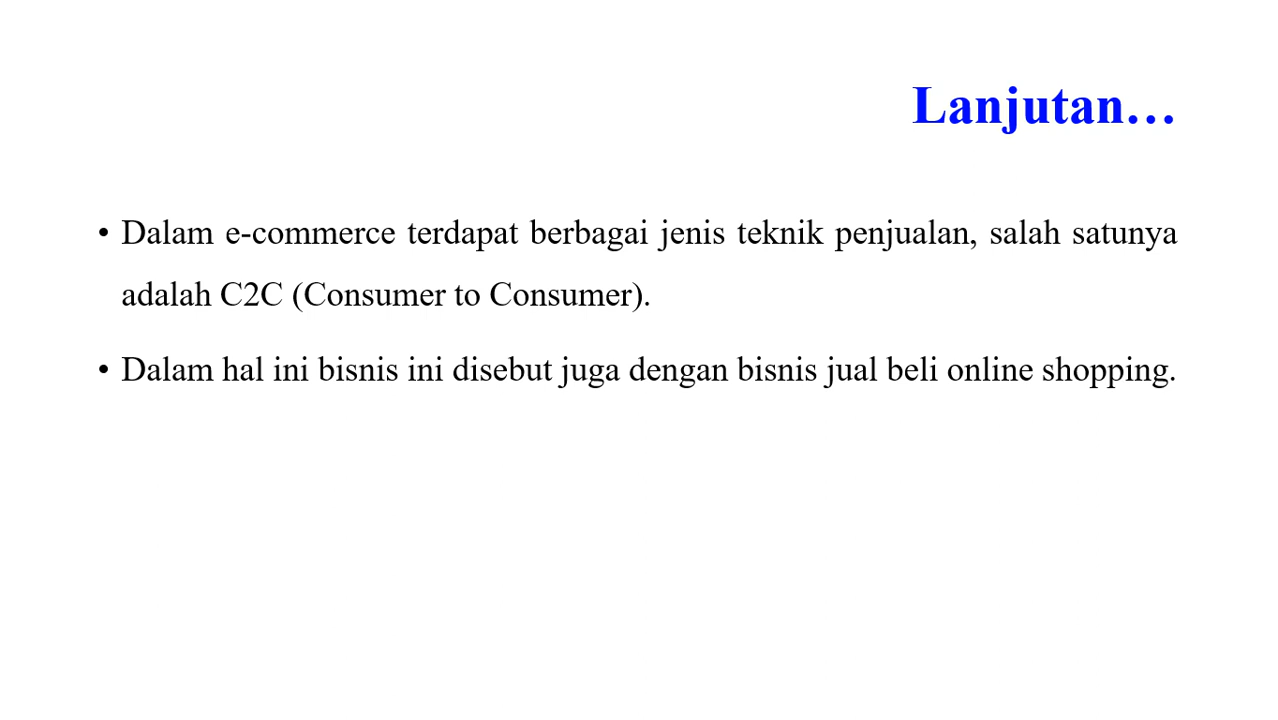 Lanjutan…
• Dalam e-commerce terdapat berbagai jenis teknik penjualan, salah satunya
adalah C2C (Consumer to Consumer).
• Dalam hal ini bisnis ini disebut juga dengan bisnis jual beli online shopping.